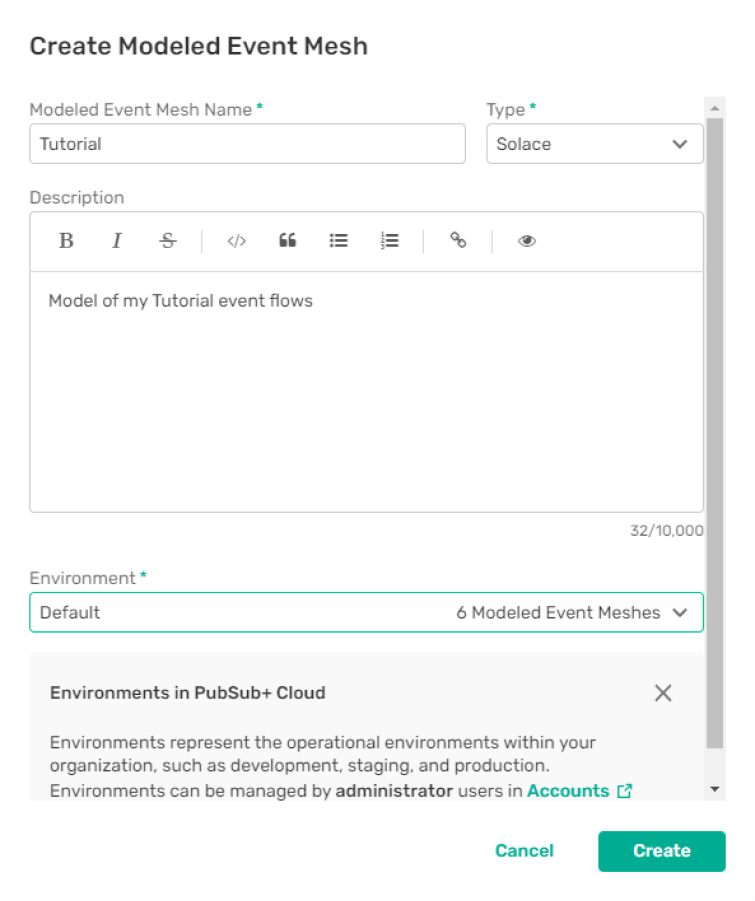 Create Modeled Event Mesh
Modeled Event Mesh Name * Type *
Tutorial Solace
Description
B I S </> “
Model of my Tutorial event flows
32/10,000
Environment *
Default 6 Modeled Event Meshes
Environments in PubSub+ Cloud
Environments represent the operational environments within your
organization, such as development, staging, and production.
Environments can be managed by administrator users in Accounts
Cancel Create